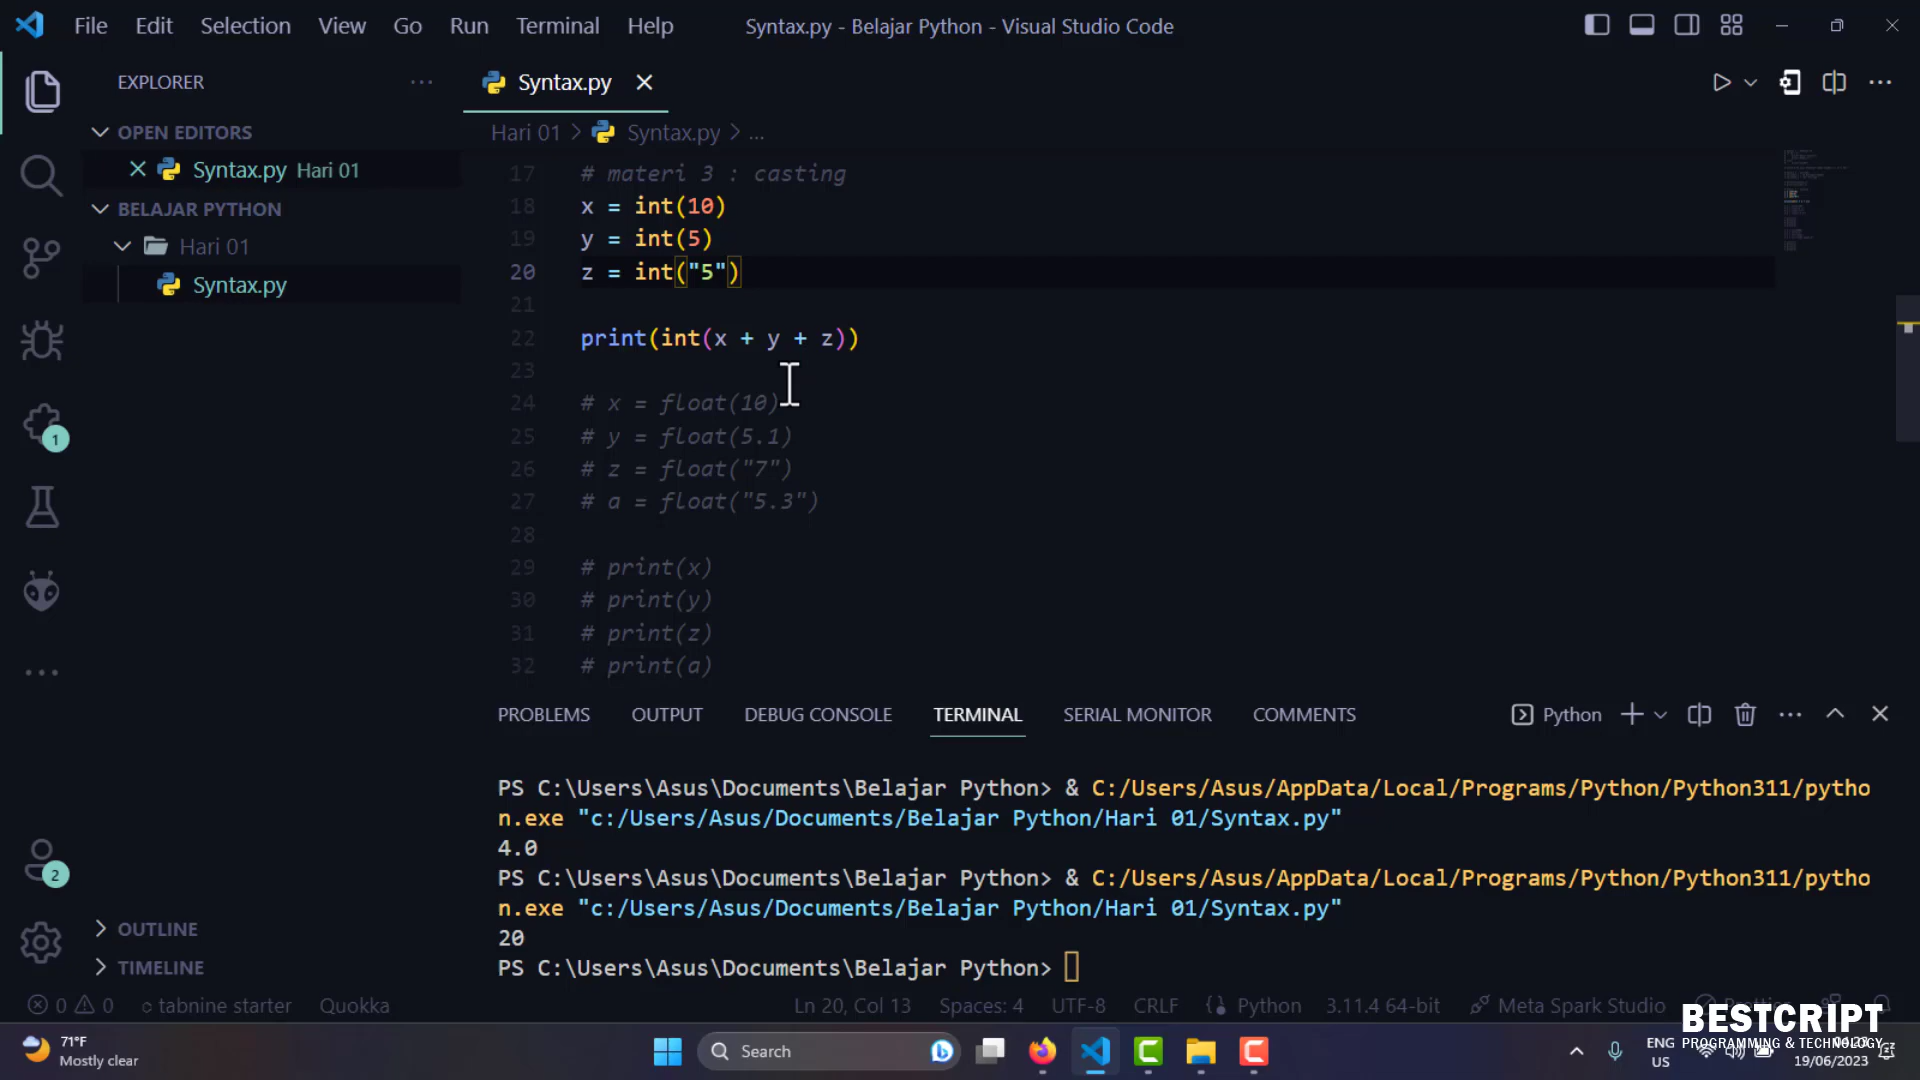 File Edit Selection View Go Run Terminal Help
Syntax.py - Belajar Python - Visual Studio Code
EXPLORER
Syntax.py
OPEN EDITORS
Syntax.py Hari 01
BELAJAR PYTHON
Hari 01
Syntax.py
Hari 01 > Syntax.py > ...
17 # materi 3 : casting
18 x = int(10)
19 y = int(5)
20 z = int("5")
21
22 print(int(x + y + z))
23
24 # x = float(10)
25 # y = float(5.1)
26 # z = float("7")
27 # a = float("5.3")
28
29 # print(x)
30 # print(y)
31 # print(z)
32 # print(a)
1
2
OUTLINE
TIMELINE
PROBLEMS OUTPUT DEBUG CONSOLE TERMINAL SERIAL MONITOR COMMENTS
Python
PS C:\Users\Asus\Documents\Belajar Python> & C:/Users/Asus/AppData/Local/Programs/Python/Python311/pytho
n.exe "c:/Users/Asus/Documents/Belajar Python/Hari 01/Syntax.py"
4.0
PS C:\Users\Asus\Documents\Belajar Python> & C:/Users/Asus/AppData/Local/Programs/Python/Python311/pytho
n.exe "c:/Users/Asus/Documents/Belajar Python/Hari 01/Syntax.py"
20
PS C:\Users\Asus\Documents\Belajar Python>
0 0 tabnine starter Quokka
Ln 20, Col 13 Spaces: 4 UTF-8 CRLF Python 3.11.4 64-bit Meta Spark Studio
BESTCRIPT
PROGRAMMING & TECHNOLOGY
71°F
Mostly clear
Search
ENG
US
19/06/2023